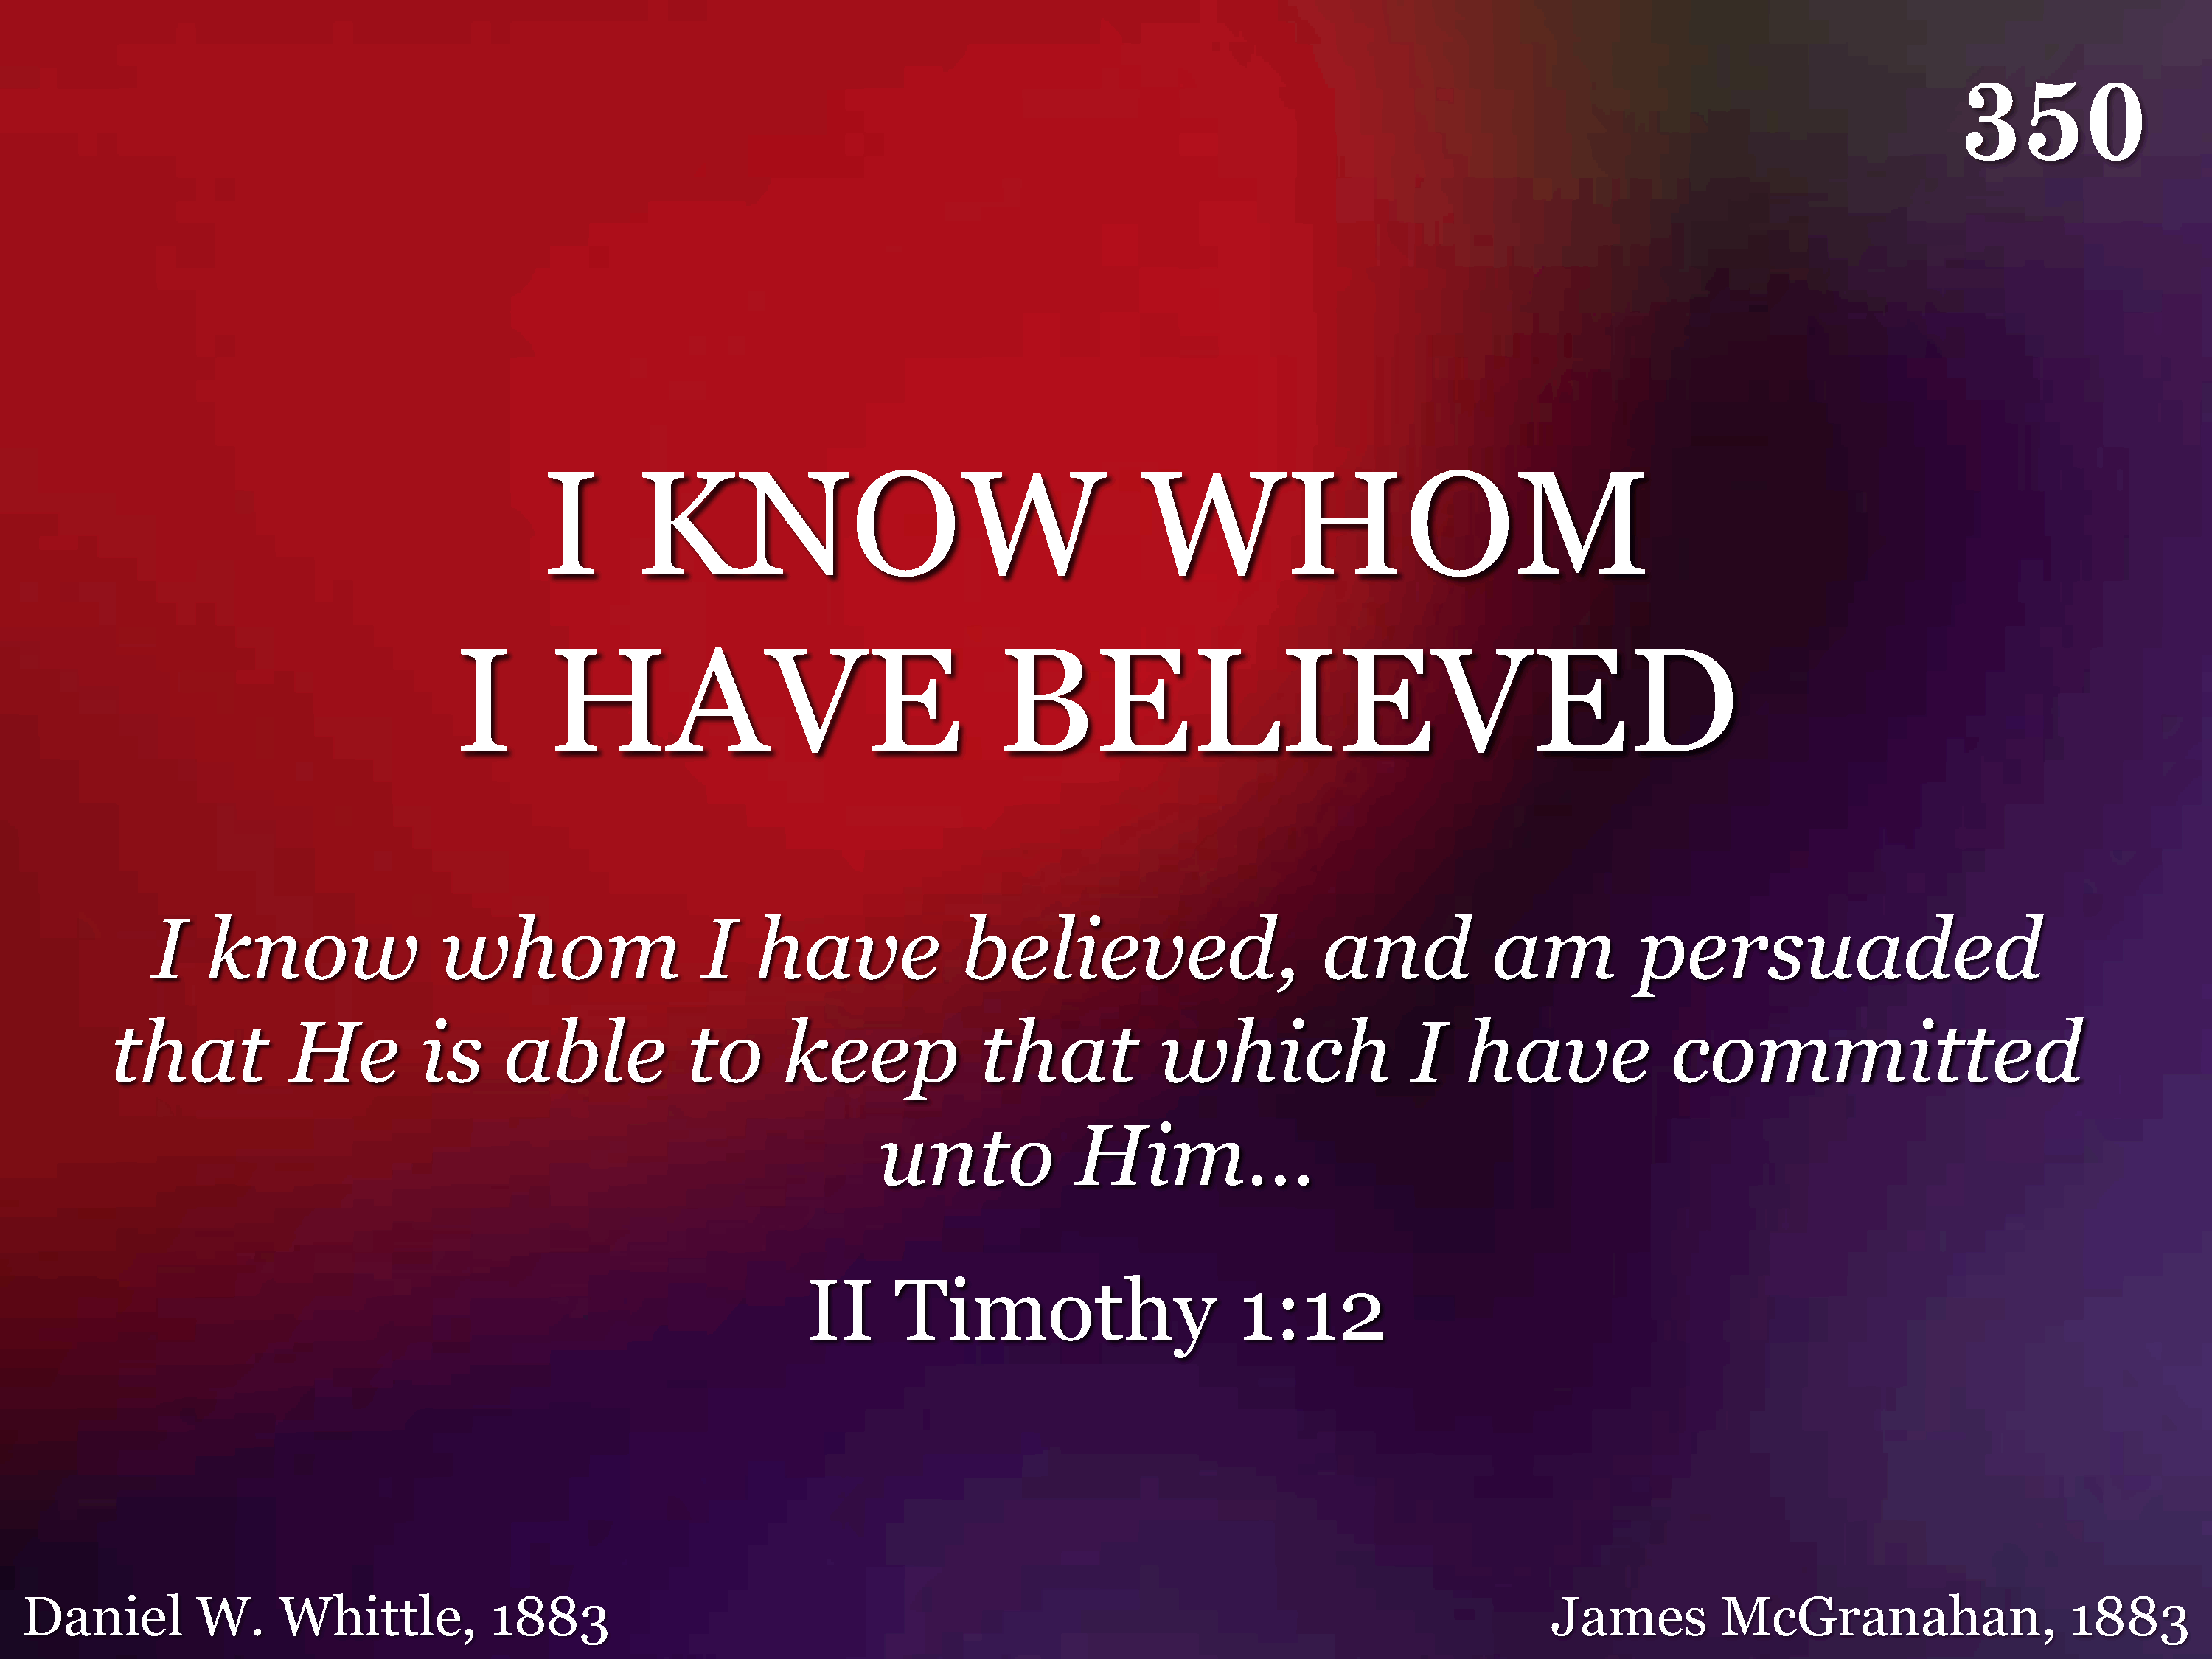 350
I KNOW WHOM
I HAVE BELIEVED
I know whom I have believed, and am persuaded
that He is able to keep that which I have committed
unto Him...
II Timothy 1:12
Daniel W. Whittle, 1883
James McGranahan, 1883